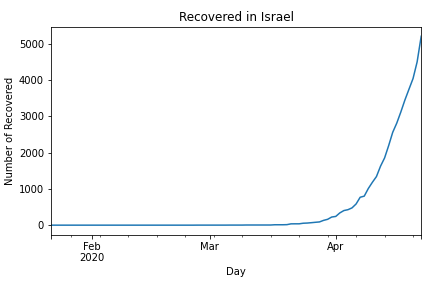 Recovered in Israel
Number of Recovered
5000
4000
3000
2000
1000
0
Feb
2020
Mar
Apr
Day